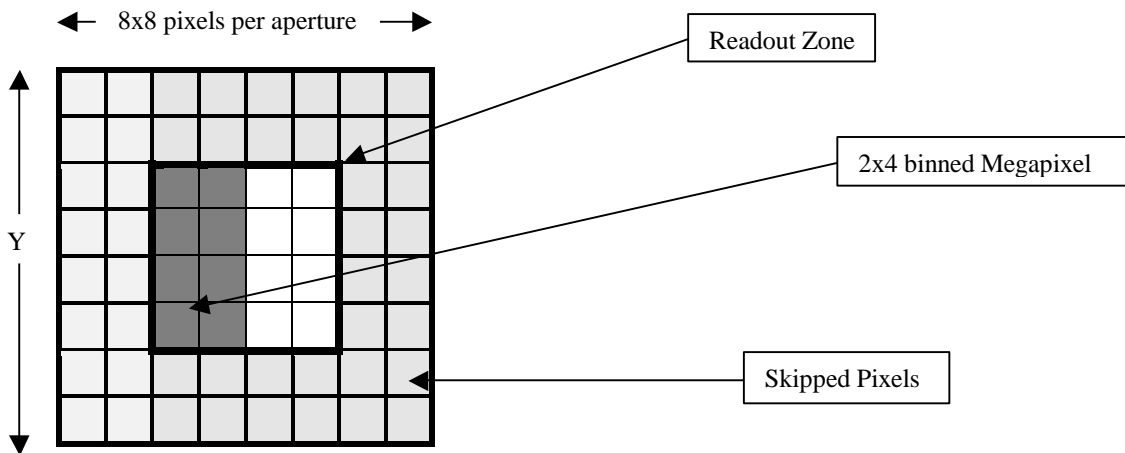 8x8 pixels per aperture
Readout Zone
2x4 binned Megapixel
Y
Skipped Pixels